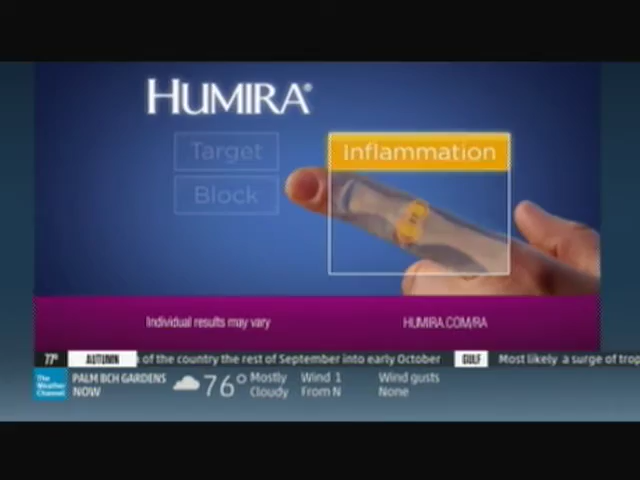 HUMIRA®
Target
Inflammation
Block
Individual results may vary
HUMIRA.COM/RA
77° AUTUMN of the country the rest of September into early October GULF Most likely a surge of trop
The Weather Channel
PALM BCH GARDENS
NOW
76°
Mostly
Cloudy
Wind 1
From N
Wind gusts
None